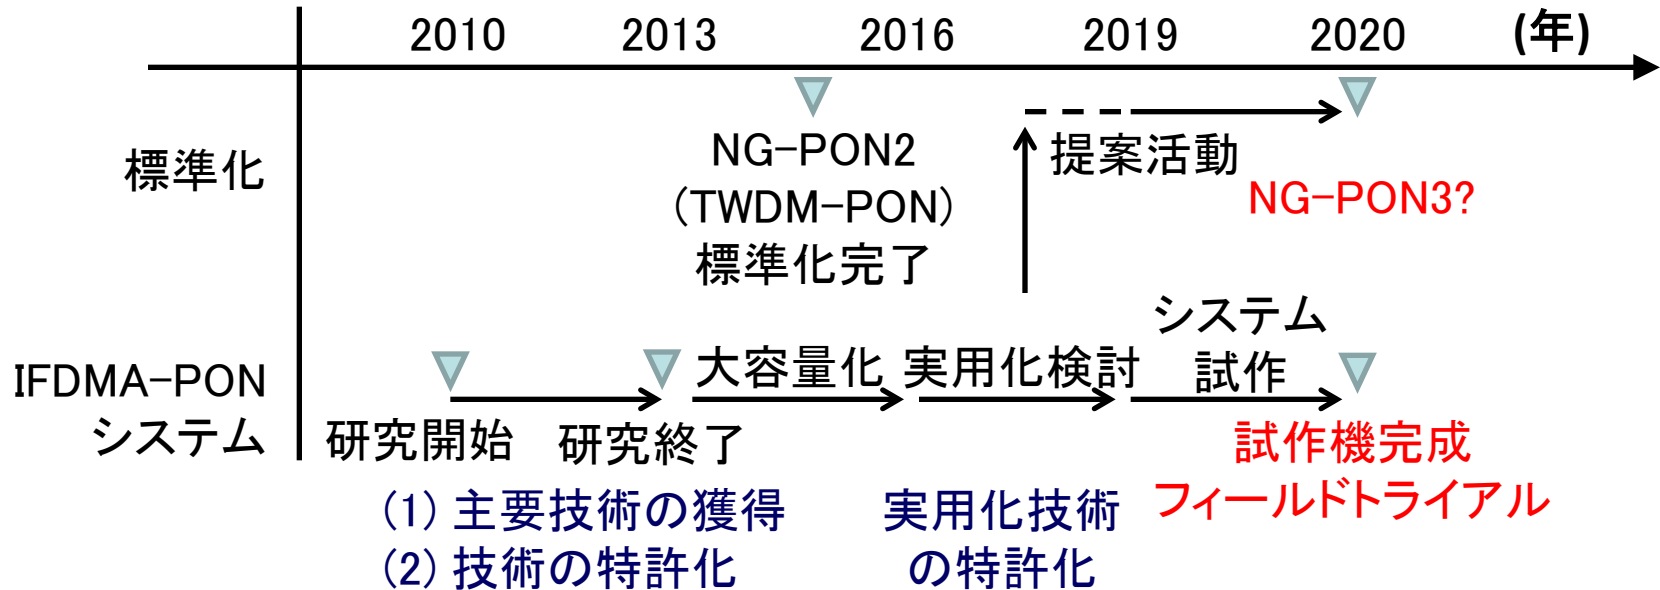 2010 2013 2016 2019 2020 (年)
標準化
NG-PON2
(TWDM-PON)
標準化完了
提案活動
NG-PON3?
IFDMA-PON
システム
研究開始
研究終了
大容量化
実用化検討
システム
試作
試作機完成
フィールドトライアル
(1) 主要技術の獲得
(2) 技術の特許化
実用化技術
の特許化